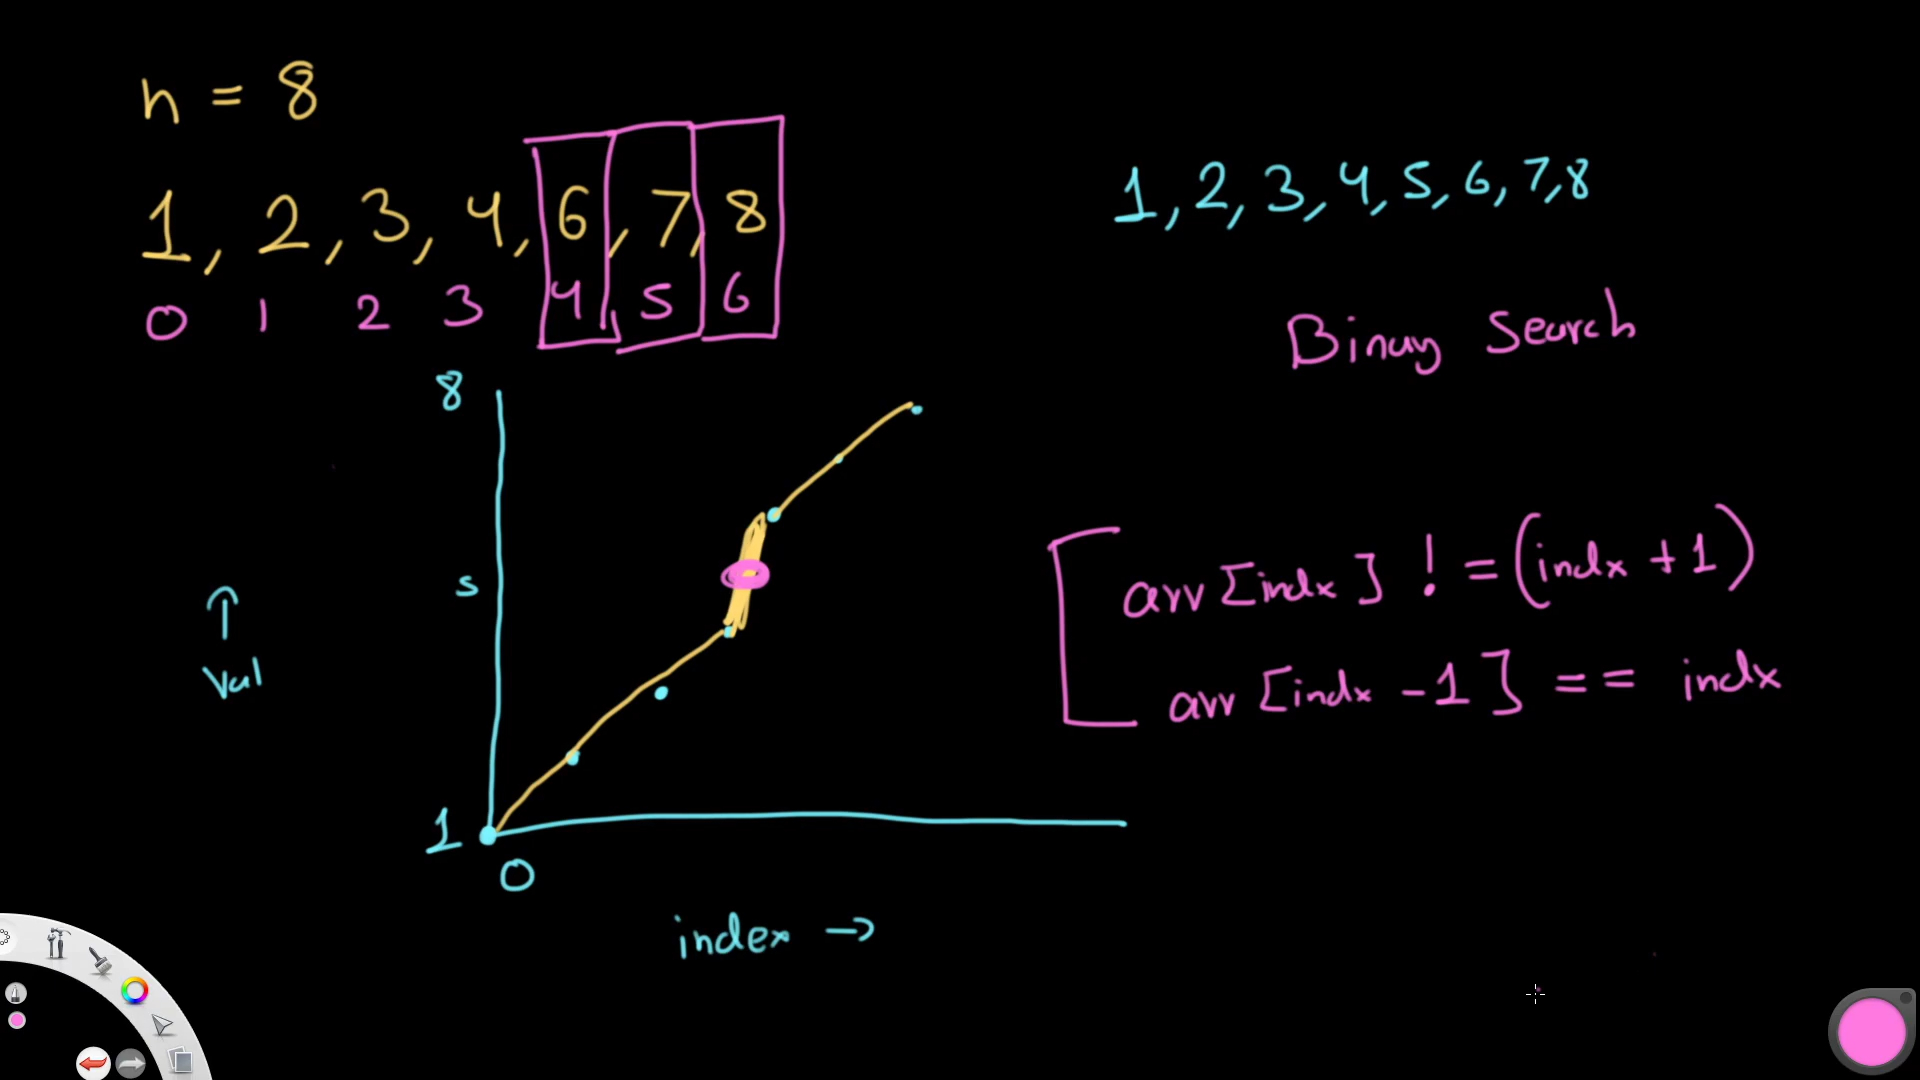 n = 8
1, 2, 3, 4, 6, 7, 8
0 1 2 3 4 5 6
1, 2, 3, 4, 5, 6, 7, 8
Binary Search
8
5
1
0
↑
Val
index →
arr [indx] != (indx + 1)
arr [indx - 1] == indx